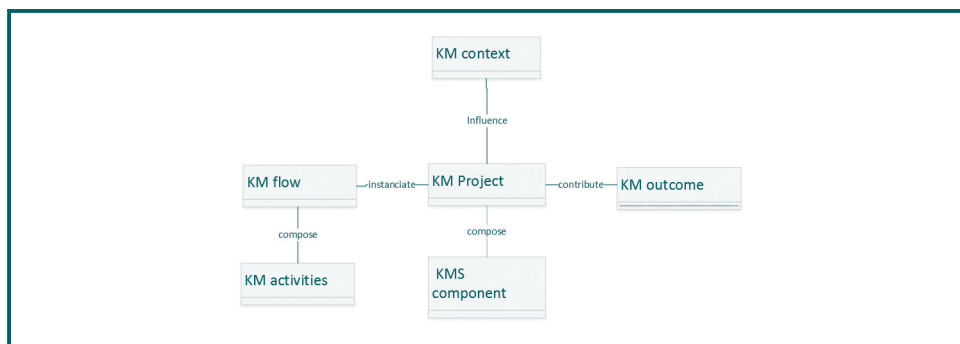 KM context
Influence
KM flow
instanciate
KM Project
contribute
KM outcome
compose
compose
KM activities
KMS
component